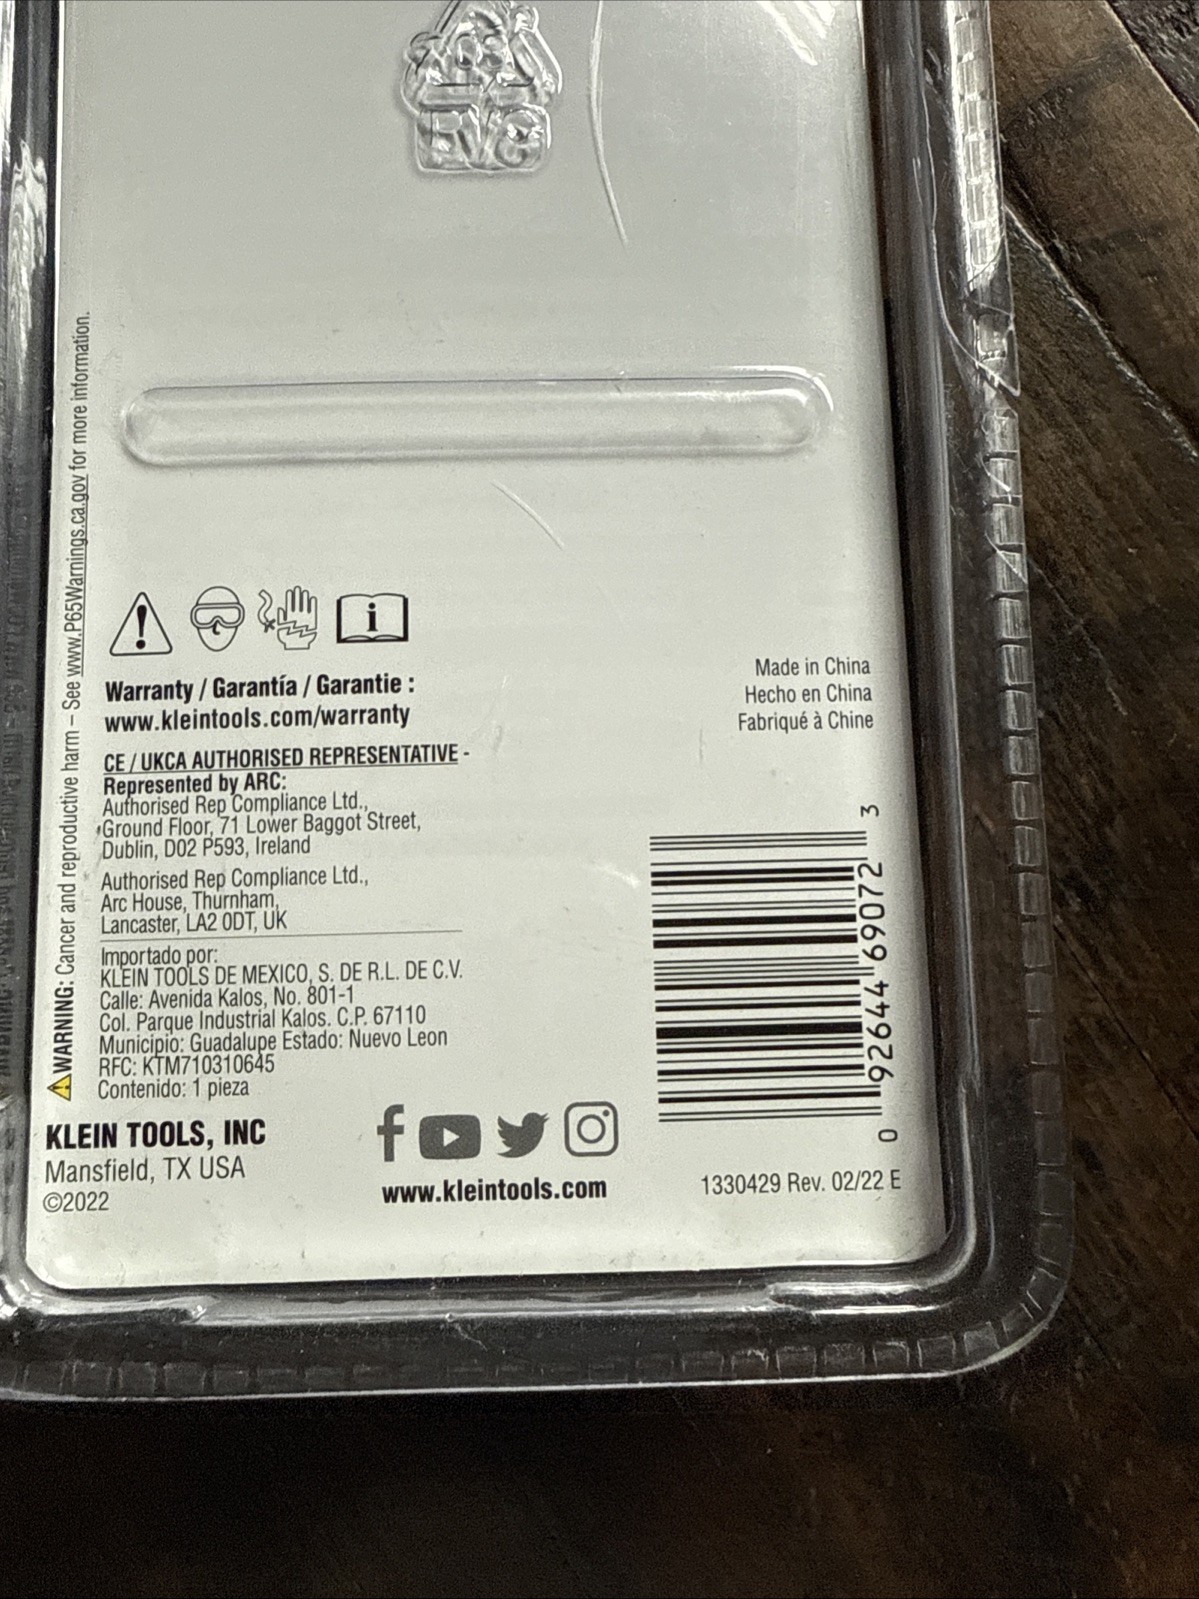 PVC
⚠WARNING: Cancer and reproductive harm – See www.P65Warnings.ca.gov for more information.
Warranty / Garantía / Garantie :
www.kleintools.com/warranty
CE / UKCA AUTHORISED REPRESENTATIVE -
Represented by ARC:
Authorised Rep Compliance Ltd.,
Ground Floor, 71 Lower Baggot Street,
Dublin, D02 P593, Ireland
Authorised Rep Compliance Ltd.,
Arc House, Thurnham,
Lancaster, LA2 0DT, UK
Importado por:
KLEIN TOOLS DE MEXICO, S. DE R.L. DE C.V.
Calle: Avenida Kalos, No. 801-1
Col. Parque Industrial Kalos. C.P. 67110
Municipio: Guadalupe Estado: Nuevo Leon
RFC: KTM710310645
Contenido: 1 pieza
KLEIN TOOLS, INC
Mansfield, TX USA
©2022
www.kleintools.com
Made in China
Hecho en China
Fabriqué à Chine
0 92644 69072 3
1330429 Rev. 02/22 E